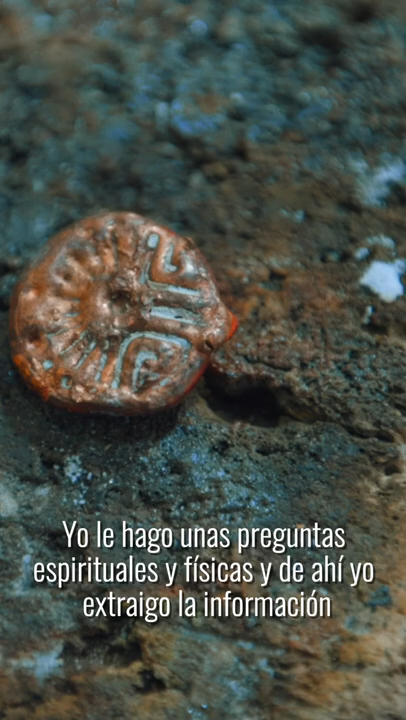 Yo le hago unas preguntas
espirituales y físicas y de ahí yo
extraigo la información